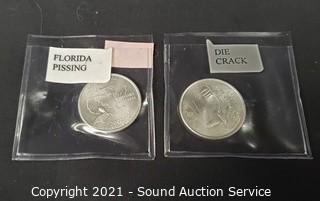 FLORIDA
PISSING
DIE
CRACK
Copyright 2021 - Sound Auction Service